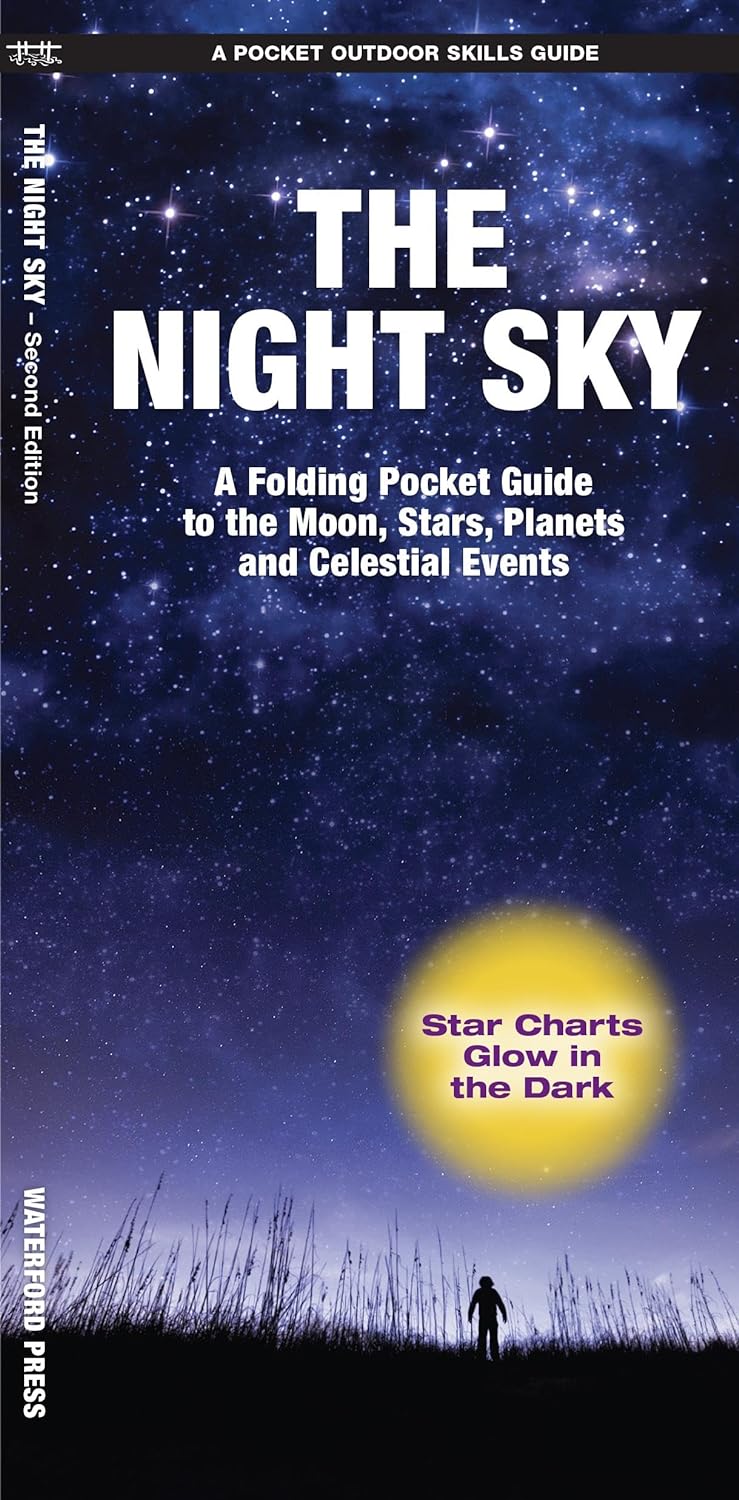 A POCKET OUTDOOR SKILLS GUIDE
THE NIGHT SKY – Second Edition
THE
NIGHT SKY
A Folding Pocket Guide
to the Moon, Stars, Planets
and Celestial Events
Star Charts
Glow in
the Dark
WATERFORD PRESS